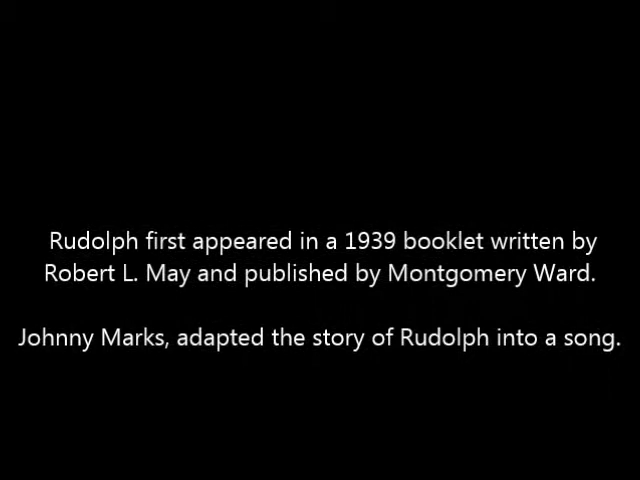 Rudolph first appeared in a 1939 booklet written by
Robert L. May and published by Montgomery Ward.
Johnny Marks, adapted the story of Rudolph into a song.